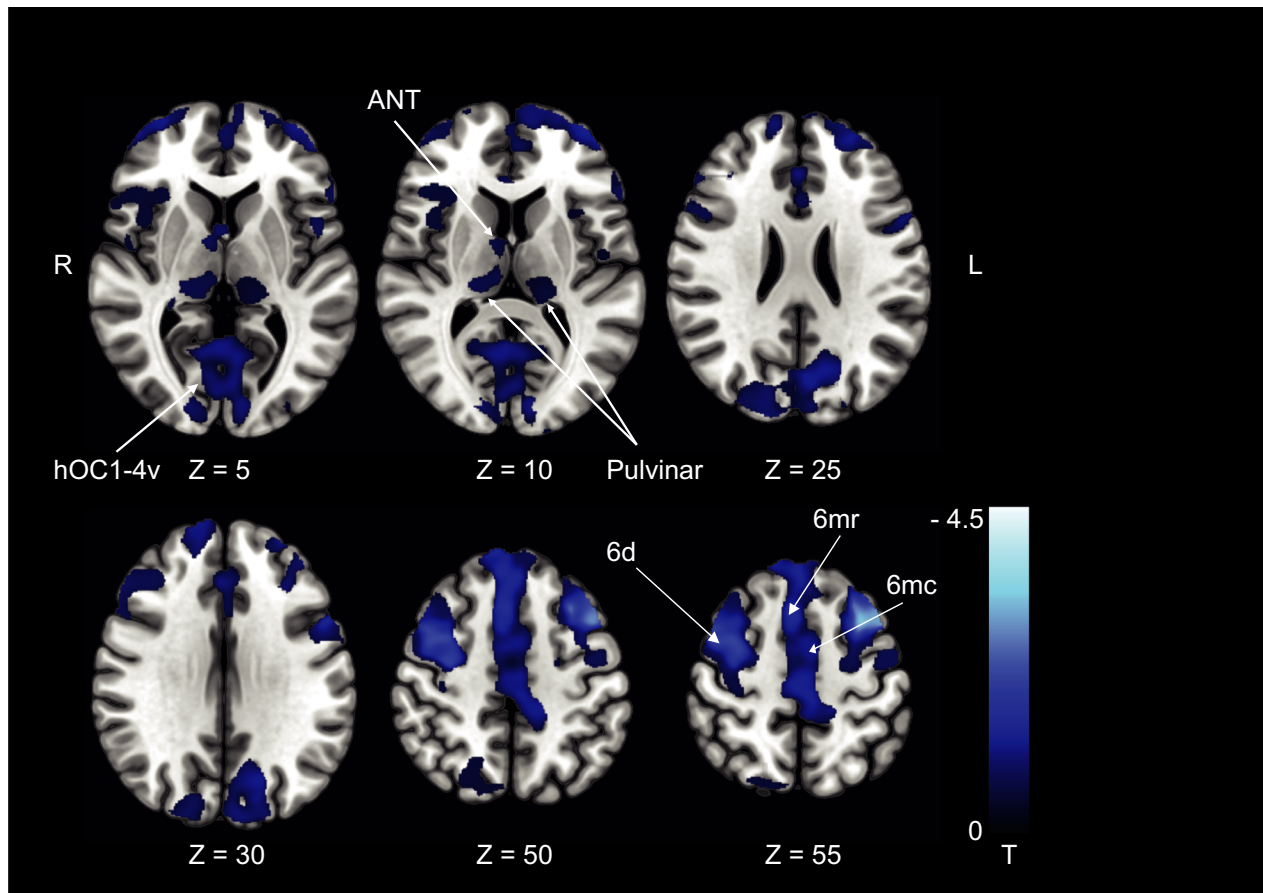 ANT
R
L
hOC1-4v
Z = 5
Z = 10
Pulvinar
Z = 25
6d
6mr
6mc
- 4.5
0
Z = 30
Z = 50
Z = 55
T